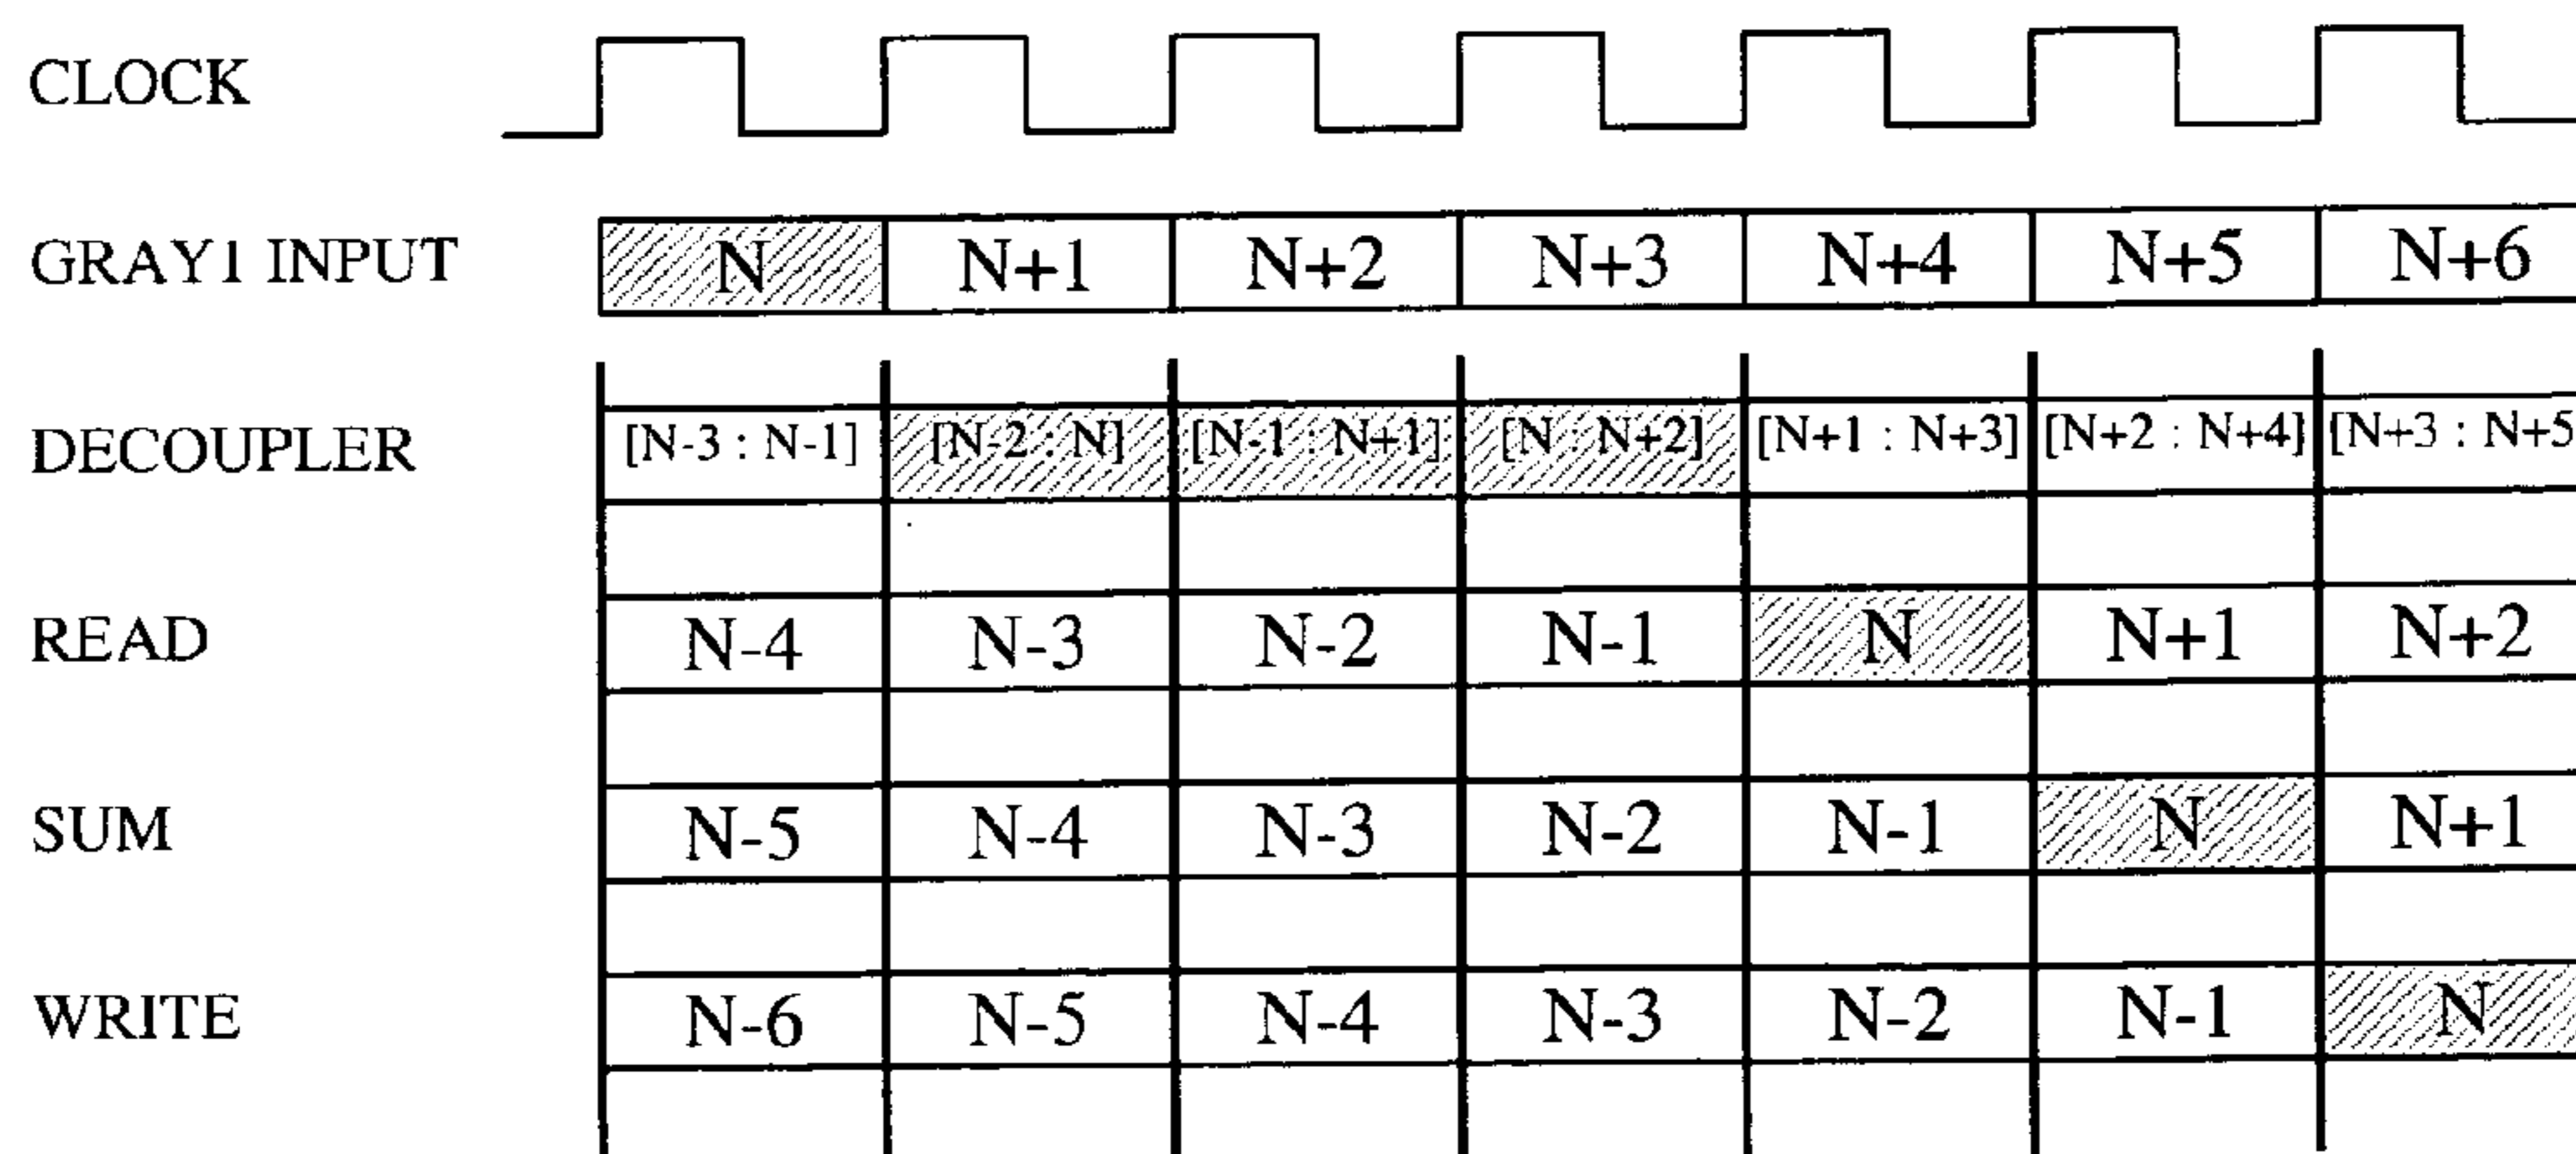 CLOCK
GRAY1 INPUT N N+1 N+2 N+3 N+4 N+5 N+6
DECOUPLER [N-3 : N-1] [N-2 : N] [N-1 : N+1] [N : N+2] [N+1 : N+3] [N+2 : N+4] [N+3 : N+5
READ N-4 N-3 N-2 N-1 N N+1 N+2
SUM N-5 N-4 N-3 N-2 N-1 N N+1
WRITE N-6 N-5 N-4 N-3 N-2 N-1 N